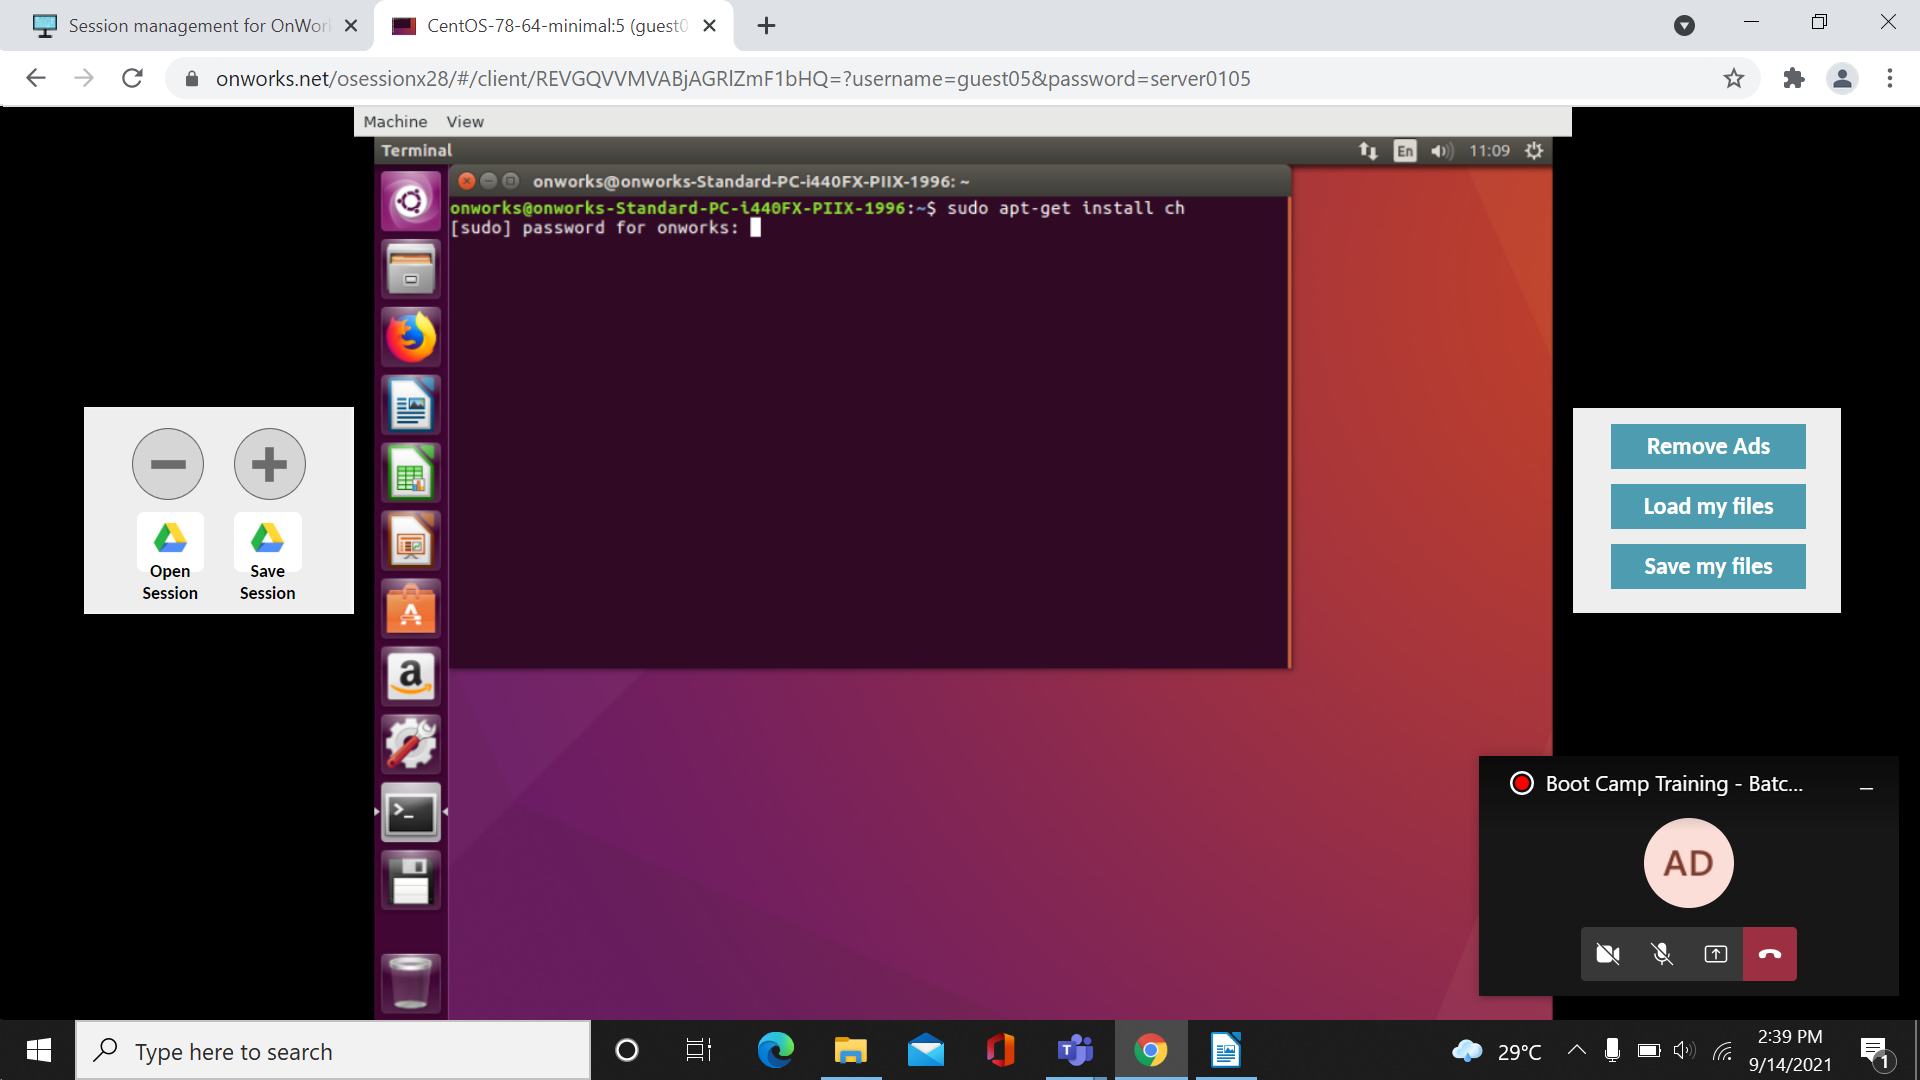 Session management for OnWor
CentOS-78-64-minimal:5 (guest0
onworks.net/osessionx28/#/client/REVGQVVMVABjAGRlZmF1bHQ=?username=guest05&password=server0105
Machine View
Terminal
En
11:09
onworks@onworks-Standard-PC-i440FX-PIIX-1996: ~
onworks@onworks-Standard-PC-i440FX-PIIX-1996:~$ sudo apt-get install ch
[sudo] password for onworks:
Open Session
Save Session
Remove Ads
Load my files
Save my files
Boot Camp Training - Batc...
AD
Type here to search
29°C
2:39 PM
9/14/2021
1